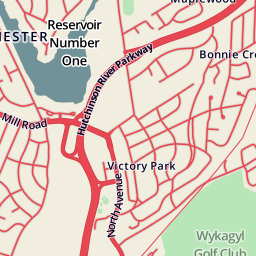 Maplewood
Reservoir
Number
One
HESTER
Bonnie Cre
Hutchinson River Parkway
Mill Road
Victory Park
North Avenue
Wykagyl
Golf Club